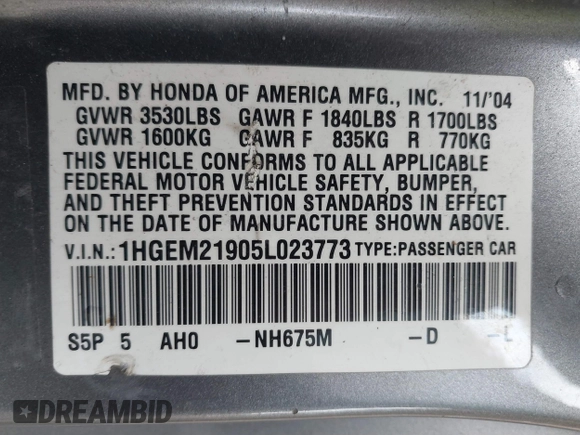 MFD. BY HONDA OF AMERICA MFG., INC. 11/'04
GVWR 3530LBS GAWR F 1840LBS R 1700LBS
GVWR 1600KG GAWR F 835KG R 770KG
THIS VEHICLE CONFORMS TO ALL APPLICABLE
FEDERAL MOTOR VEHICLE SAFETY, BUMPER,
AND THEFT PREVENTION STANDARDS IN EFFECT
ON THE DATE OF MANUFACTURE SHOWN ABOVE.
V.I.N.: 1HGEM21905L023773 TYPE:PASSENGER CAR
S5P 5 AH0 -NH675M -D -L
DREAMBID